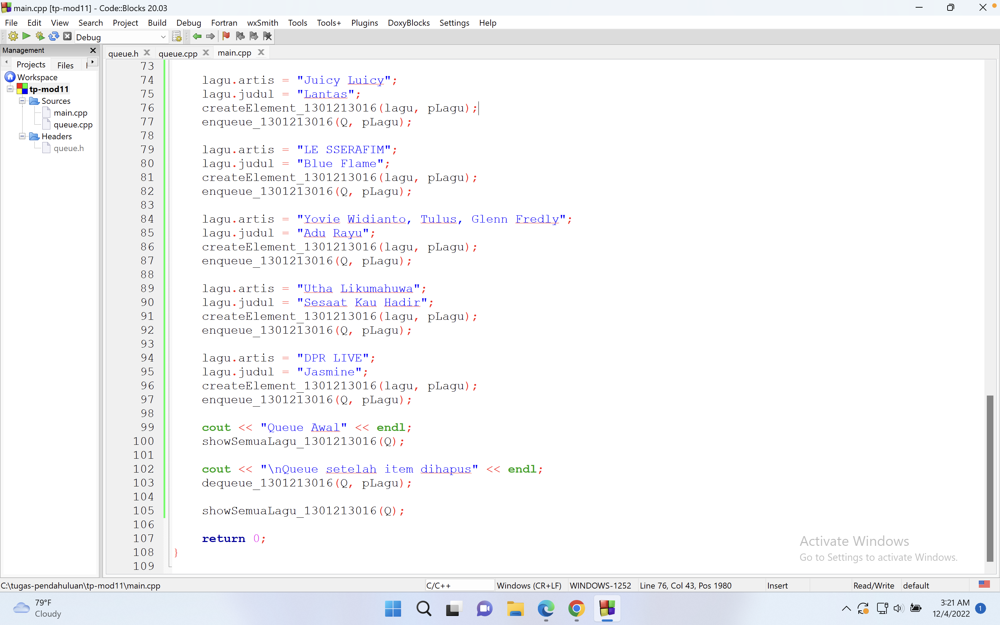 main.cpp [tp-mod11] - Code::Blocks 20.03
File Edit View Search Project Build Debug Fortran wxSmith Tools Tools+ Plugins DoxyBlocks Settings Help
Debug
Management
queue.h queue.cpp main.cpp
Projects Files
Workspace
tp-mod11
Sources
main.cpp
queue.cpp
Headers
queue.h
73
74 lagu.artis = "Juicy Luicy";
75 lagu.judul = "Lantas";
76 createElement_1301213016(lagu, pLagu);
77 enqueue_1301213016(Q, pLagu);
78
79 lagu.artis = "LE SSERAFIM";
80 lagu.judul = "Blue Flame";
81 createElement_1301213016(lagu, pLagu);
82 enqueue_1301213016(Q, pLagu);
83
84 lagu.artis = "Yovie Widianto, Tulus, Glenn Fredly";
85 lagu.judul = "Adu Rayu";
86 createElement_1301213016(lagu, pLagu);
87 enqueue_1301213016(Q, pLagu);
88
89 lagu.artis = "Utha Likumahuwa";
90 lagu.judul = "Sesaat Kau Hadir";
91 createElement_1301213016(lagu, pLagu);
92 enqueue_1301213016(Q, pLagu);
93
94 lagu.artis = "DPR LIVE";
95 lagu.judul = "Jasmine";
96 createElement_1301213016(lagu, pLagu);
97 enqueue_1301213016(Q, pLagu);
98
99 cout << "Queue Awal" << endl;
100 showSemuaLagu_1301213016(Q);
101
102 cout << "\nQueue setelah item dihapus" << endl;
103 dequeue_1301213016(Q, pLagu);
104
105 showSemuaLagu_1301213016(Q);
106
107 return 0;
108 }
109
Activate Windows
Go to Settings to activate Windows.
C:\tugas-pendahuluan\tp-mod11\main.cpp C/C++ Windows (CR+LF) WINDOWS-1252 Line 76, Col 43, Pos 1980 Insert Read/Write default
79°F
Cloudy
3:21 AM
12/4/2022
1